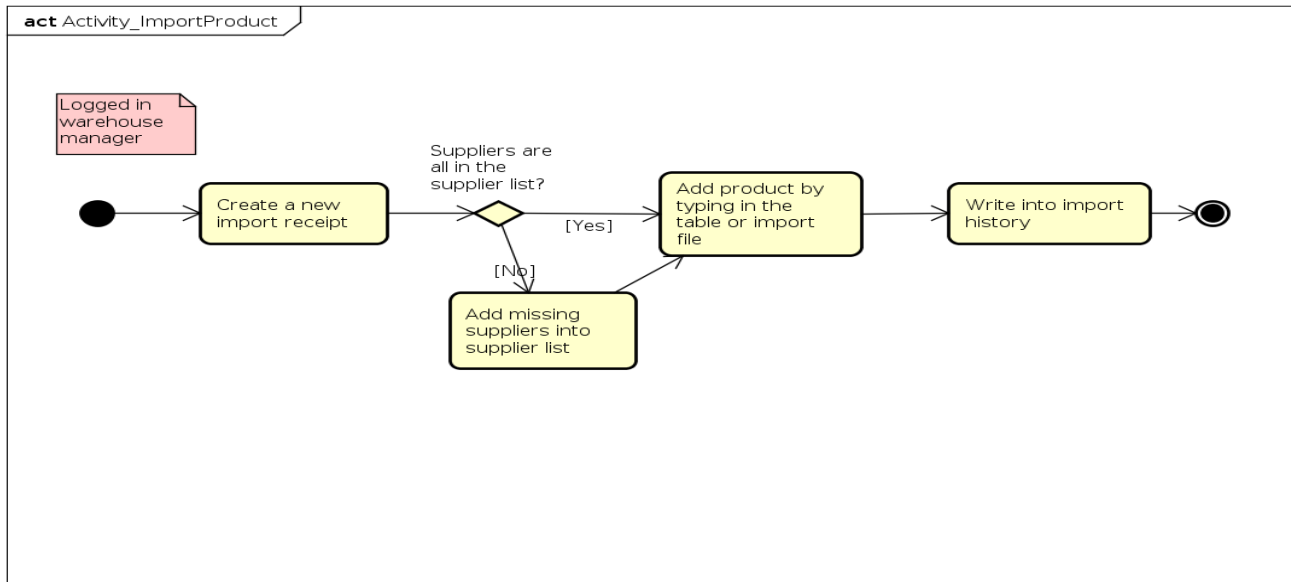 act Activity_ImportProduct
Logged in
warehouse
manager
Suppliers are
all in the
supplier list?
Create a new
import receipt
[Yes]
[No]
Add product by
typing in the
table or import
file
Write into import
history
Add missing
suppliers into
supplier list